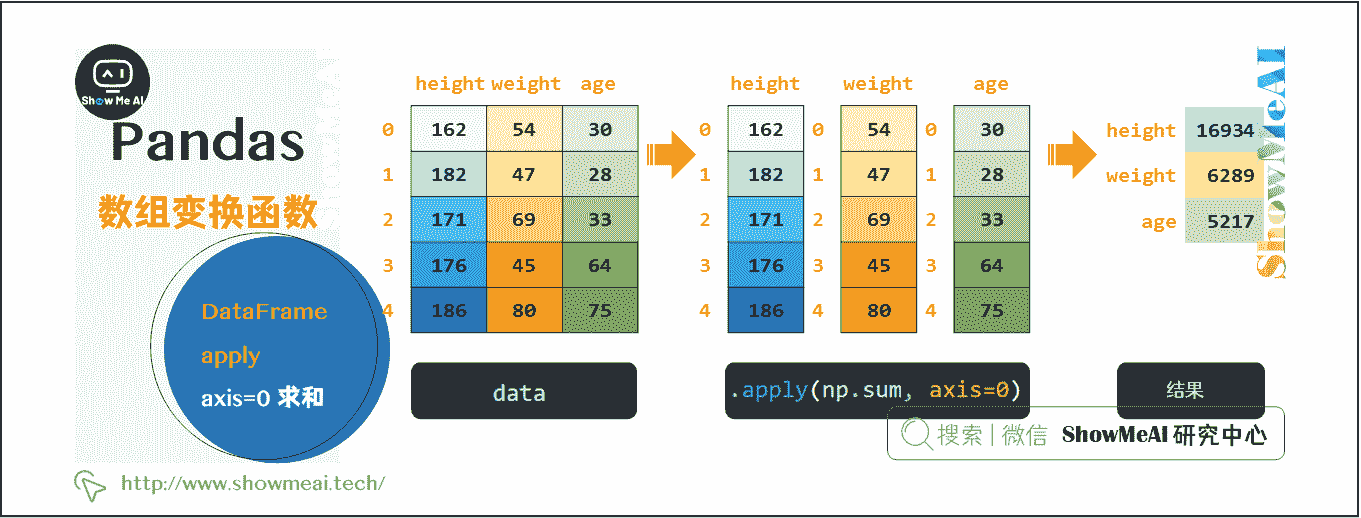 Show Me AI
Pandas
数组变换函数
DataFrame
apply
axis=0 求和
http://www.showmeai.tech/
height weight age
0 162 54 30
1 182 47 28
2 171 69 33
3 176 45 64
4 186 80 75
data
height weight age
0 162 0 54 0 30
1 182 1 47 1 28
2 171 2 69 2 33
3 176 3 45 3 64
4 186 4 80 4 75
.apply(np.sum, axis=0)
height 16934
weight 6289
age 5217
结果
ShowMeAI
搜索 | 微信 ShowMeAI 研究中心